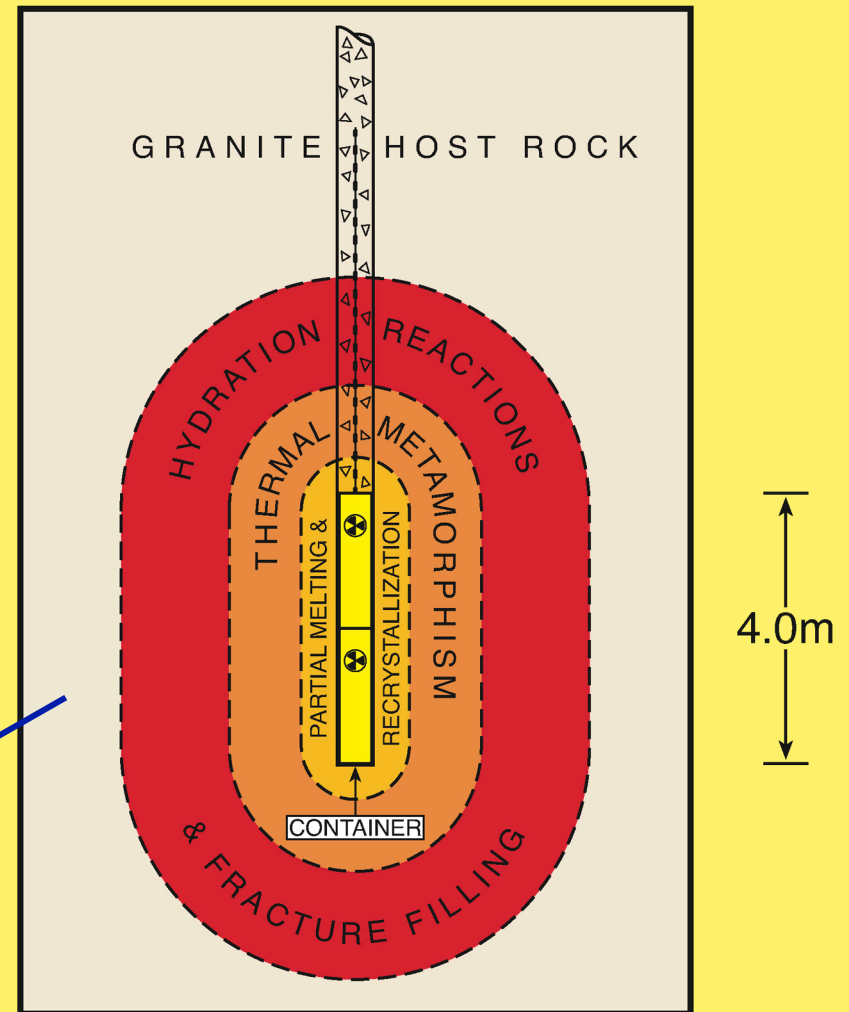 GRANITE HOST ROCK
HYDRATION REACTIONS
THERMAL METAMORPHISM
PARTIAL MELTING &
RECRYSTALLIZATION
4.0m
CONTAINER
& FRACTURE FILLING